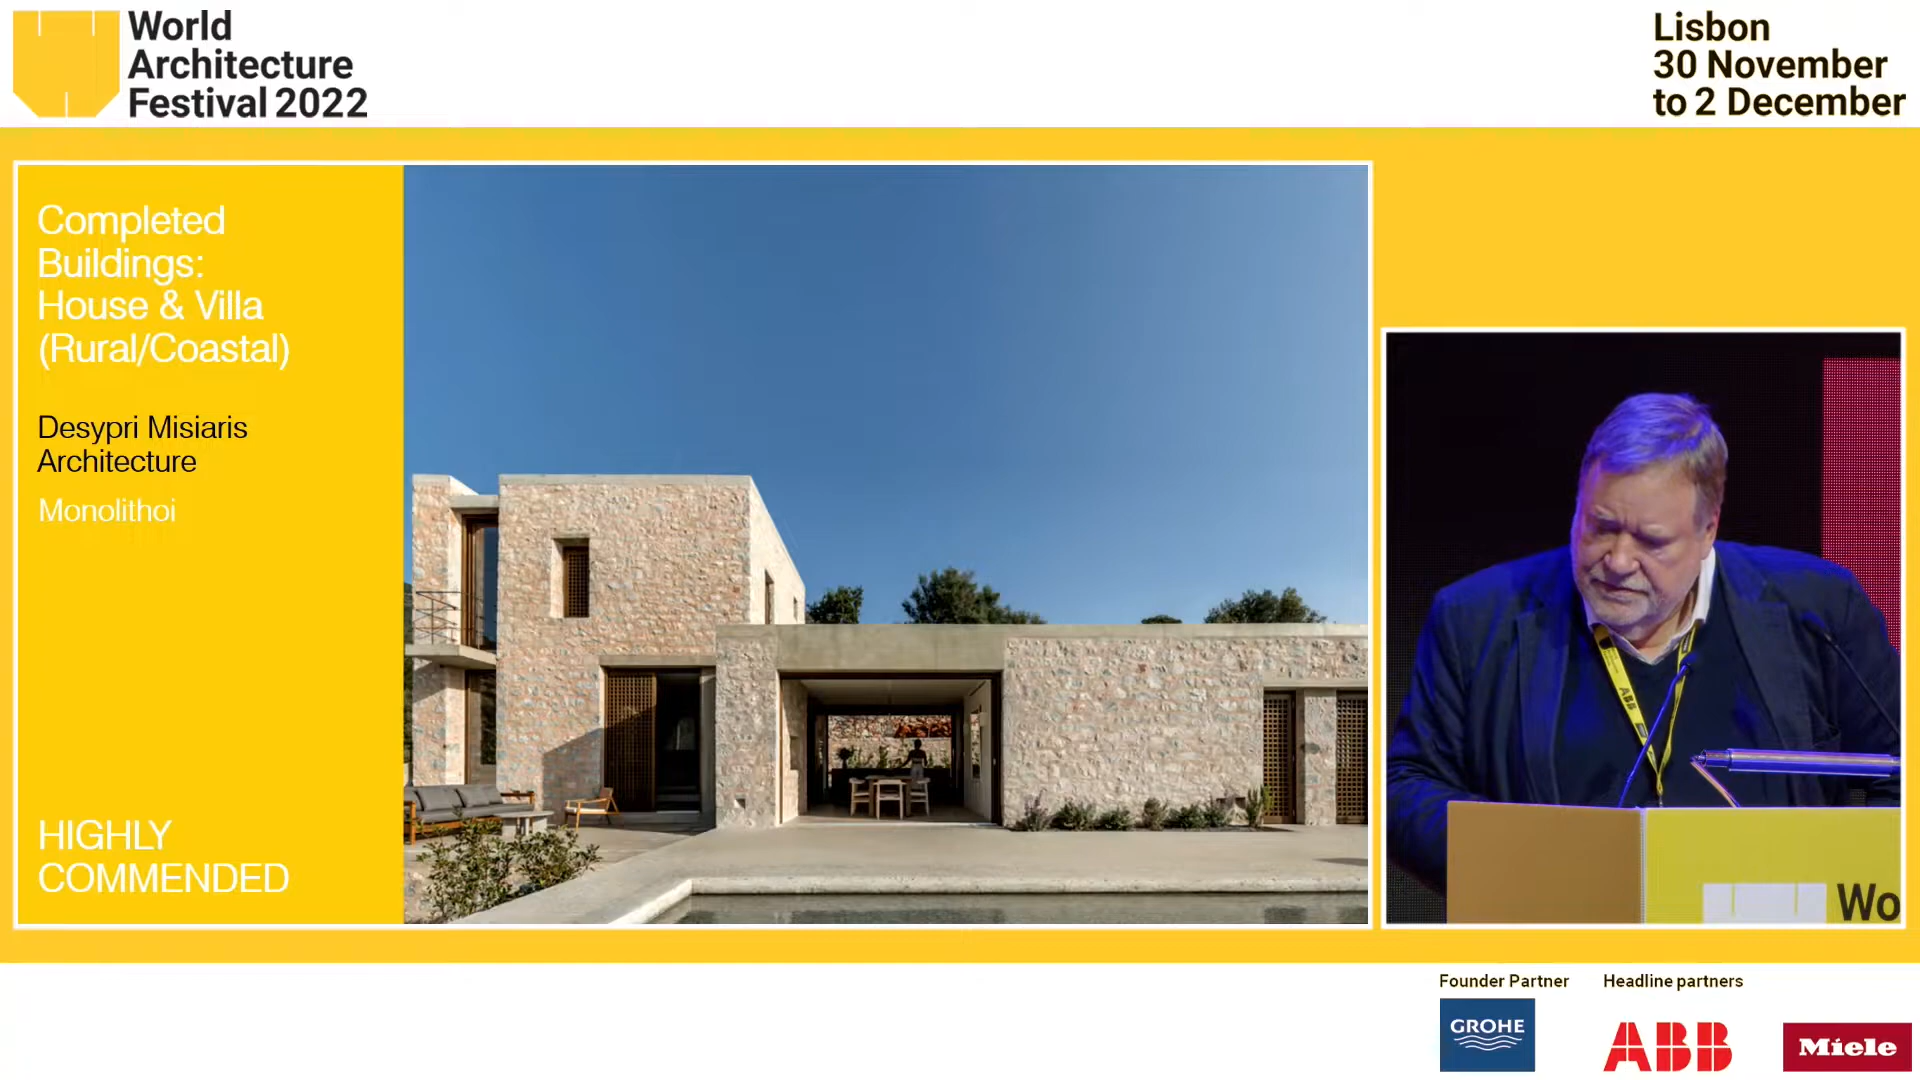 World
Architecture
Festival 2022
Lisbon
30 November
to 2 December
Completed
Buildings:
House & Villa
(Rural/Coastal)
Desypri Misiaris
Architecture
Monolithoi
HIGHLY
COMMENDED
ABB
Wo
Founder Partner
Headline partners
GROHE
ABB
Miele